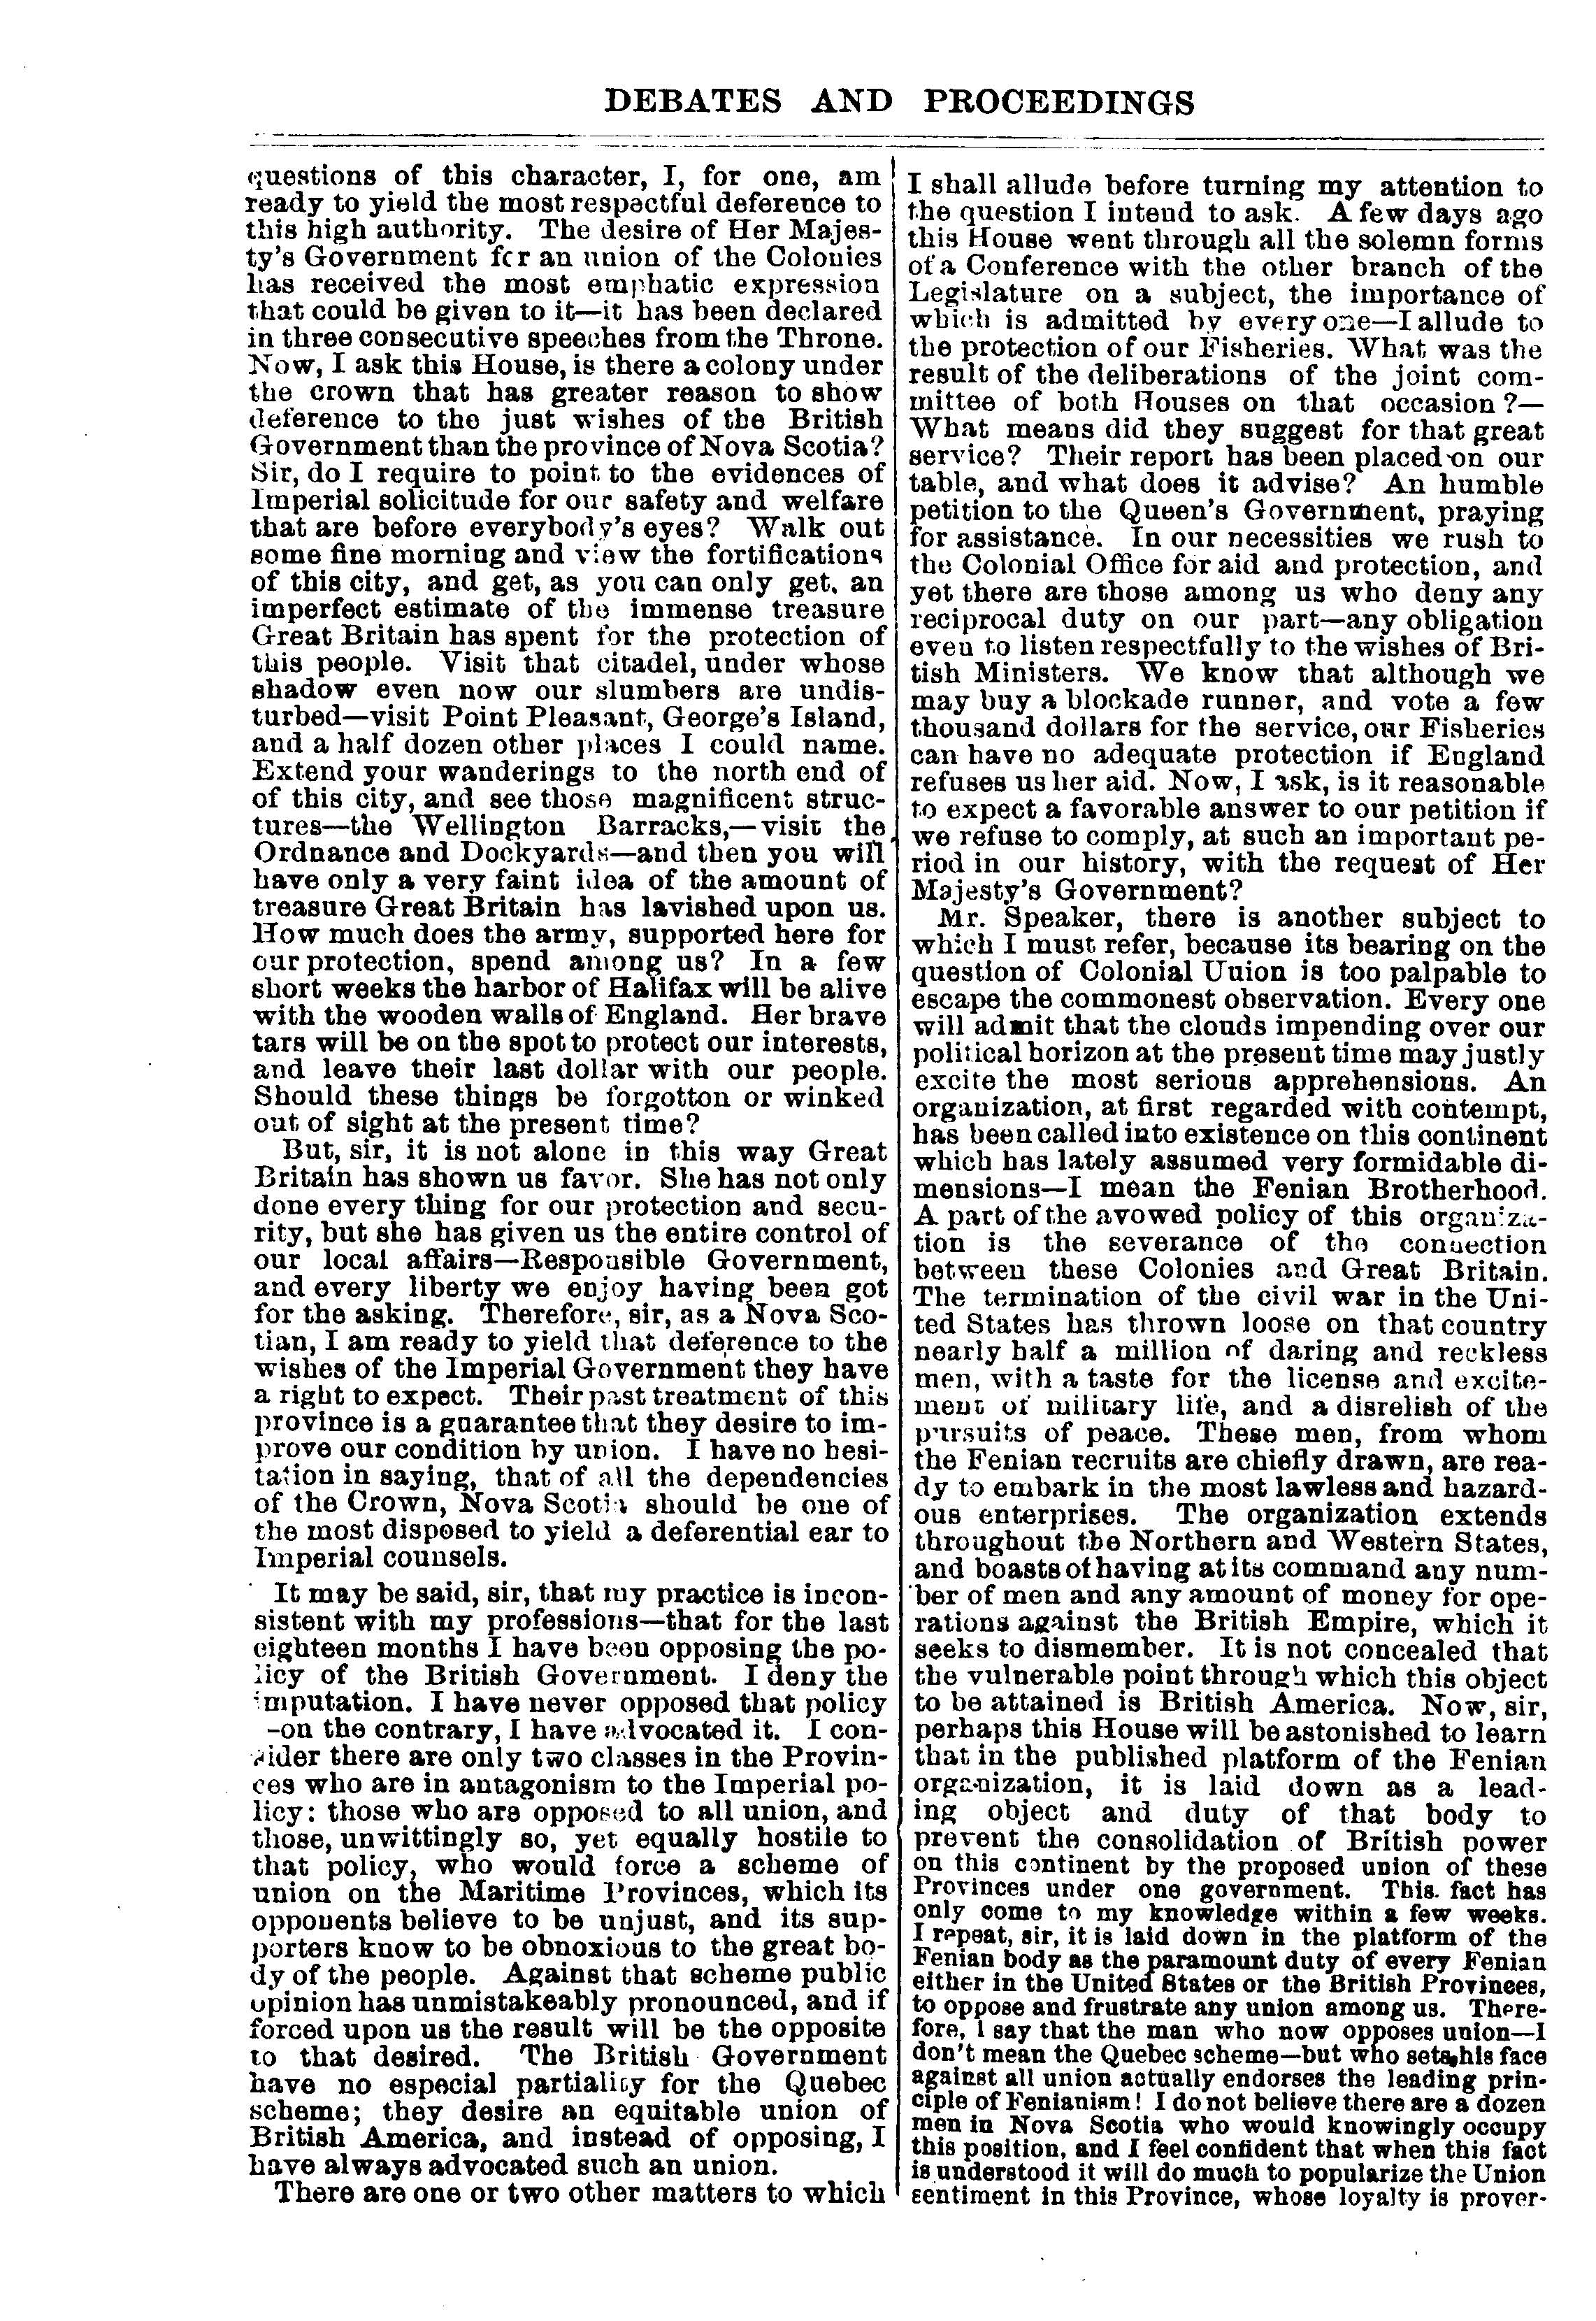 DEBATES AND PROCEEDINGS
questions of this character, I, for one, am
ready to yield the most respectful deference to
this high authority. The desire of Her Majes-
ty's Government for an union of the Colonies
has received the most emphatic expression
that could be given to it—it has been declared
in three consecutive speeches from the Throne.
Now, I ask this House, is there a colony under
the crown that has greater reason to show
deference to the just wishes of the British
Government than the province of Nova Scotia?
Sir, do I require to point to the evidences of
Imperial solicitude for our safety and welfare
that are before everybody's eyes? Walk out
some fine morning and view the fortifications
of this city, and get, as you can only get, an
imperfect estimate of the immense treasure
Great Britain has spent for the protection of
this people. Visit that citadel, under whose
shadow even now our slumbers are undis-
turbed—visit Point Pleasant, George's Island,
and a half dozen other places I could name.
Extend your wanderings to the north end of
of this city, and see those magnificent struc-
tures—the Wellington Barracks,—visit the
Ordnance and Dockyards—and then you will
have only a very faint idea of the amount of
treasure Great Britain has lavished upon us.
How much does the army, supported here for
our protection, spend among us? In a few
short weeks the harbor of Halifax will be alive
with the wooden walls of England. Her brave
tars will be on the spot to protect our interests,
and leave their last dollar with our people.
Should these things be forgotton or winked
out of sight at the present time?
But, sir, it is not alone in this way Great
Britain has shown us favor. She has not only
done every thing for our protection and secu-
rity, but she has given us the entire control of
our local affairs—Responsible Government,
and every liberty we enjoy having been got
for the asking. Therefore, sir, as a Nova Sco-
tian, I am ready to yield that deference to the
wishes of the Imperial Government they have
a right to expect. Their past treatment of this
province is a guarantee that they desire to im-
prove our condition by union. I have no hesi-
tation in saying, that of all the dependencies
of the Crown, Nova Scotia should be one of
the most disposed to yield a deferential ear to
Imperial counsels.
It may be said, sir, that my practice is incon-
sistent with my professions—that for the last
eighteen months I have been opposing the po-
licy of the British Government. I deny the
imputation. I have never opposed that policy
-on the contrary, I have advocated it. I con-
sider there are only two classes in the Provin-
ces who are in antagonism to the Imperial po-
licy: those who are opposed to all union, and
those, unwittingly so, yet equally hostile to
that policy, who would force a scheme of
union on the Maritime Provinces, which its
opponents believe to be unjust, and its sup-
porters know to be obnoxious to the great bo-
dy of the people. Against that scheme public
opinion has unmistakeably pronounced, and if
forced upon us the result will be the opposite
to that desired. The British Government
have no especial partiality for the Quebec
scheme; they desire an equitable union of
British America, and instead of opposing, I
have always advocated such an union.
There are one or two other matters to which
I shall allude before turning my attention to
the question I intend to ask. A few days ago
this House went through all the solemn forms
of a Conference with the other branch of the
Legislature on a subject, the importance of
which is admitted by every one—I allude to
the protection of our Fisheries. What was the
result of the deliberations of the joint com-
mittee of both Houses on that occasion?—
What means did they suggest for that great
service? Their report has been placed on our
table, and what does it advise? An humble
petition to the Queen's Government, praying
for assistance. In our necessities we rush to
the Colonial Office for aid and protection, and
yet there are those among us who deny any
reciprocal duty on our part—any obligation
even to listen respectfully to the wishes of Bri-
tish Ministers. We know that although we
may buy a blockade runner, and vote a few
thousand dollars for the service, our Fisheries
can have no adequate protection if England
refuses us her aid. Now, I ask, is it reasonable
to expect a favorable answer to our petition if
we refuse to comply, at such an important pe-
riod in our history, with the request of Her
Majesty's Government?
Mr. Speaker, there is another subject to
which I must refer, because its bearing on the
question of Colonial Union is too palpable to
escape the commonest observation. Every one
will admit that the clouds impending over our
political horizon at the present time may justly
excite the most serious apprehensions. An
organization, at first regarded with contempt,
has been called into existence on this continent
which has lately assumed very formidable di-
mensions—I mean the Fenian Brotherhood.
A part of the avowed policy of this organiza-
tion is the severance of the connection
between these Colonies and Great Britain.
The termination of the civil war in the Uni-
ted States has thrown loose on that country
nearly half a million of daring and reckless
men, with a taste for the license and excite-
ment of military life, and a disrelish of the
pursuits of peace. These men, from whom
the Fenian recruits are chiefly drawn, are rea-
dy to embark in the most lawless and hazard-
ous enterprises. The organization extends
throughout the Northern and Western States,
and boasts of having at its command any num-
ber of men and any amount of money for ope-
rations against the British Empire, which it
seeks to dismember. It is not concealed that
the vulnerable point through which this object
to be attained is British America. Now, sir,
perhaps this House will be astonished to learn
that in the published platform of the Fenian
organization, it is laid down as a lead-
ing object and duty of that body to
prevent the consolidation of British power
on this continent by the proposed union of these
Provinces under one government. This. fact has
only come to my knowledge within a few weeks.
I repeat, sir, it is laid down in the platform of the
Fenian body as the paramount duty of every Fenian
either in the United States or the British Provinces,
to oppose and frustrate any union among us. There-
fore, I say that the man who now opposes union—I
don't mean the Quebec scheme—but who sets his face
against all union actually endorses the leading prin-
ciple of Fenianism! I do not believe there are a dozen
men in Nova Scotia who would knowingly occupy
this position, and I feel confident that when this fact
is understood it will do much to popularize the Union
sentiment in this Province, whose loyalty is prover-